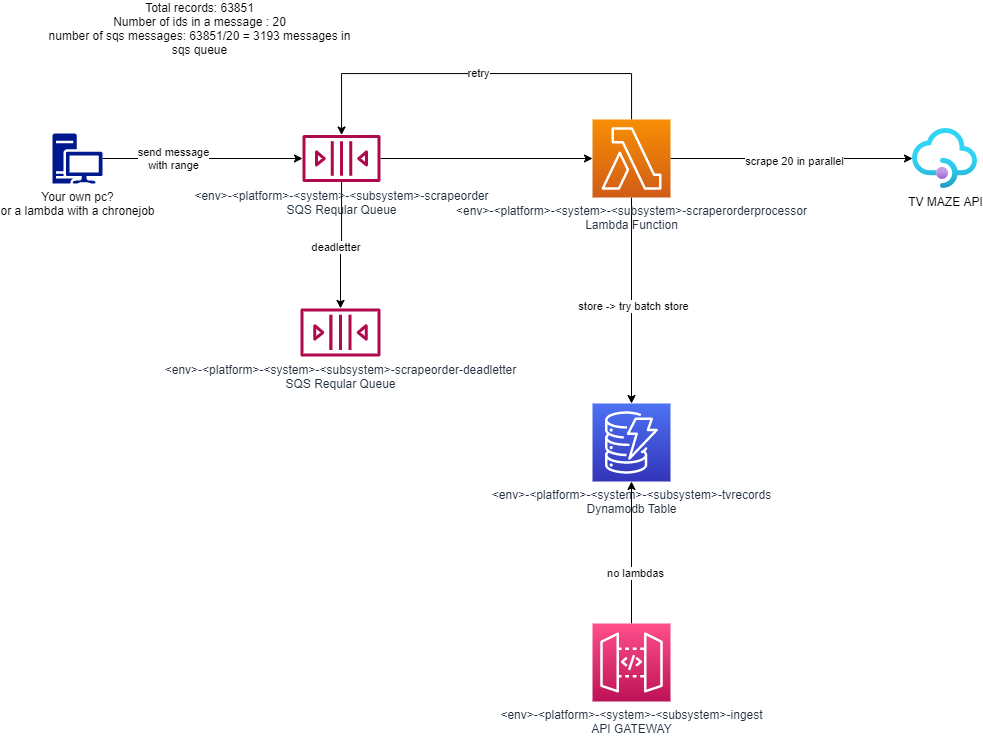 Total records: 63851
Number of ids in a message : 20
number of sqs messages: 63851/20 = 3193 messages in
sqs queue
retry
send message
with range
scrape 20 in parallel
Your own pc?
or a lambda with a chronejob
<env>-<platform>-<system>-<subsystem>-scrapeorder
SQS Reqular Queue
<env>-<platform>-<system>-<subsystem>-scraperorderprocessor
Lambda Function
TV MAZE API
deadletter
store -> try batch store
<env>-<platform>-<system>-<subsystem>-scrapeorder-deadletter
SQS Reqular Queue
<env>-<platform>-<system>-<subsystem>-tvrecords
Dynamodb Table
no lambdas
</>
<env>-<platform>-<system>-<subsystem>-ingest
API GATEWAY